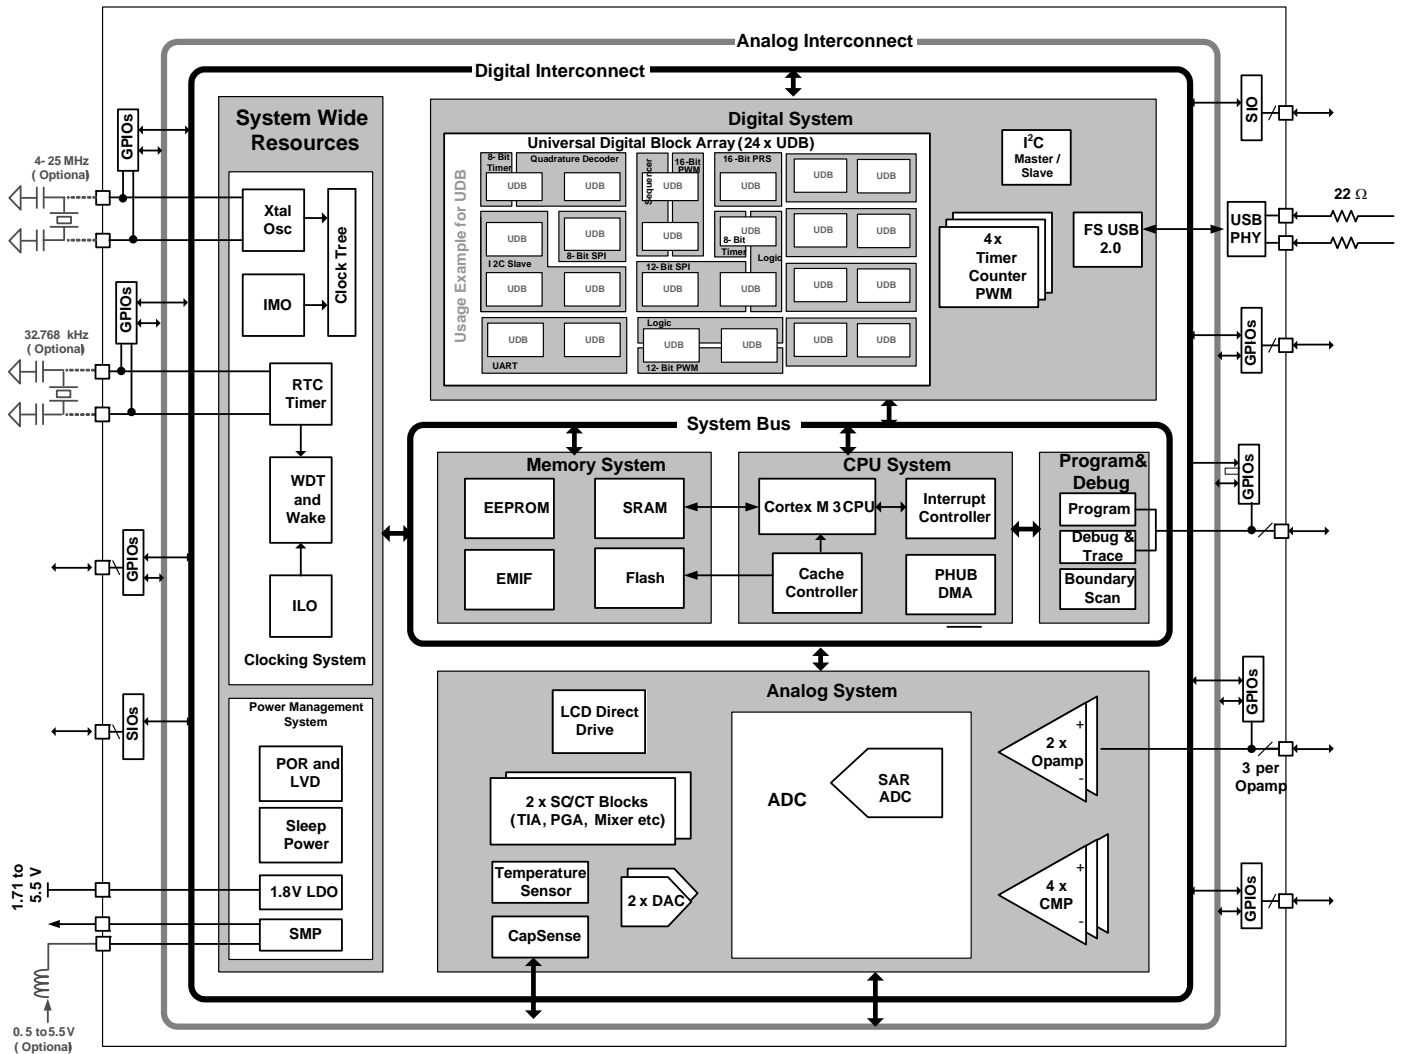 Analog Interconnect
Digital Interconnect
System Wide
Resources
Xtal
Osc
Clock Tree
IMO
RTC
Timer
WDT
and
Wake
ILO
Clocking System
Power Management
System
POR and
LVD
Sleep
Power
1.8V LDO
SMP
4-25 MHz
( Optional)
GPIOs
32.768 kHz
( Optional)
GPIOs
GPIOs
SIOs
1.71 to
5.5 V
0. 5 to 5.5 V
( Optional)
Digital System
Universal Digital Block Array (24 x UDB)
Usage Example for UDB
8- Bit
Timer
Quadrature Decoder
Sequencer
16-Bit
PWM
16 -Bit PRS
UDB
UDB
UDB
UDB
UDB
UDB
UDB
UDB
UDB
UDB
UDB
UDB
I2C Slave
8-Bit SPI
8- Bit
Timer
Logic
12-Bit SPI
UDB
UDB
UDB
UDB
UDB
UDB
Logic
UDB
UDB
UDB
UDB
UDB
UDB
UART
12- Bit PWM
I2C
Master /
Slave
4 x
Timer
Counter
PWM
FS USB
2.0
System Bus
Memory System
EEPROM
SRAM
EMIF
Flash
CPU System
Cortex M 3 CPU
Interrupt
Controller
Cache
Controller
PHUB
DMA
Program&
Debug
Program
Debug &
Trace
Boundary
Scan
Analog System
LCD Direct
Drive
2 x SC/CT Blocks
(TIA, PGA, Mixer etc)
Temperature
Sensor
CapSense
2 x DAC
ADC
SAR
ADC
+
2 x
Opamp
-
+
4 x
CMP
-
SIO
22 Ω
USB
PHY
GPIOs
GPIOs
GPIOs
3 per
Opamp
GPIOs